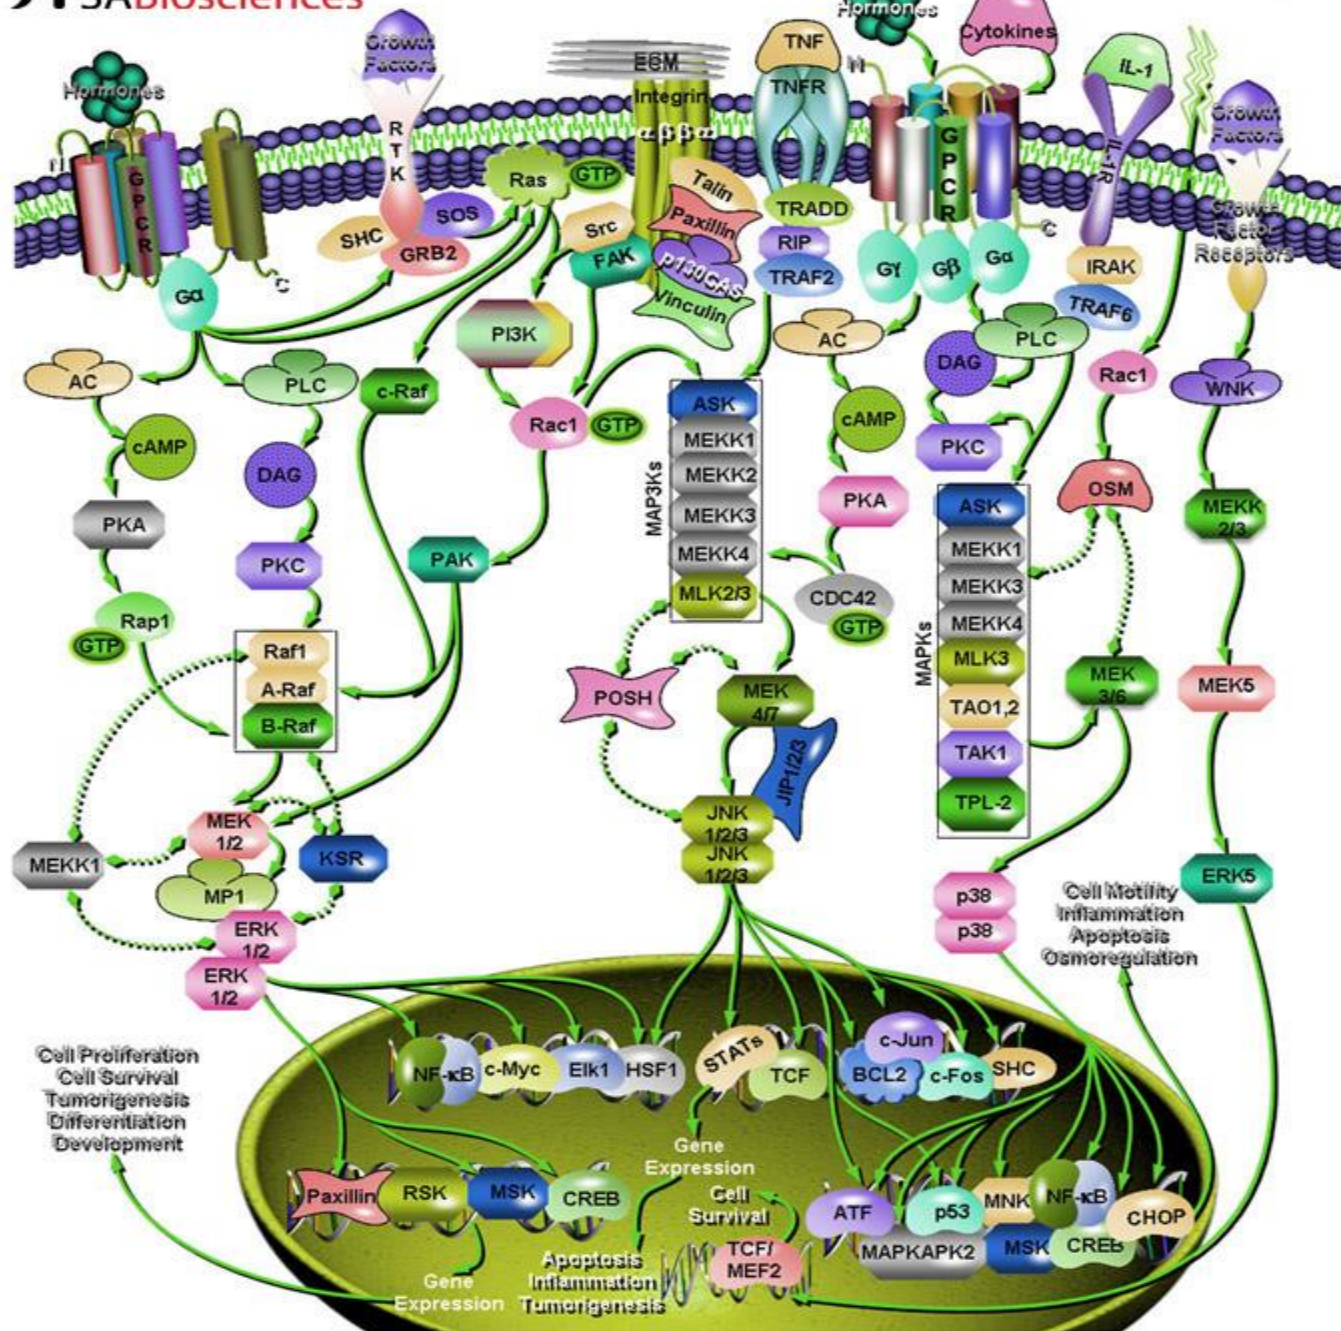 SABiosciences
Hormones
Growth
Factors
ECM
Integrin
α β β α
TNF
TNFR
Hormones
Cytokines
IL-1
IL-1R
Growth
Factors
N
GPCR
C
RTK
Ras
GTP
SOS
SHC
GRB2
Src
FAK
Talin
Paxillin
p130CAS
Vinculin
TRADD
RIP
TRAF2
N
GPCR
C
Gγ
Gβ
Gα
IRAK
TRAF6
Growth
Factor
Receptors
Gα
AC
PLC
c-Raf
PI3K
Rac1
GTP
AC
DAG
PLC
Rac1
WNK
cAMP
DAG
PKA
PKC
PAK
Rap1
GTP
Raf1
A-Raf
B-Raf
MAP3Ks
ASK
MEKK1
MEKK2
MEKK3
MEKK4
MLK2/3
cAMP
PKA
CDC42
GTP
PKC
MAPKs
ASK
MEKK1
MEKK3
MEKK4
MLK3
TAO1,2
TAK1
TPL-2
OSM
MEKK
2/3
MEK
3/6
MEK5
POSH
MEK
4/7
JIP1/2/3
JNK
1/2/3
JNK
1/2/3
MEK
1/2
MEKK1
KSR
MP1
ERK
1/2
ERK
1/2
p38
p38
ERK5
Cell Motility
Inflammation
Apoptosis
Osmoregulation
Cell Proliferation
Cell Survival
Tumorigenesis
Differentiation
Development
NF-κB
c-Myc
Elk1
HSF1
STATs
TCF
c-Jun
BCL2
c-Fos
SHC
Gene
Expression
Cell
Survival
Paxillin
RSK
MSK
CREB
ATF
p53
MNK
NF-κB
CHOP
MAPKAPK2
MSK
CREB
TCF/
MEF2
Apoptosis
Inflammation
Tumorigenesis
Gene
Expression